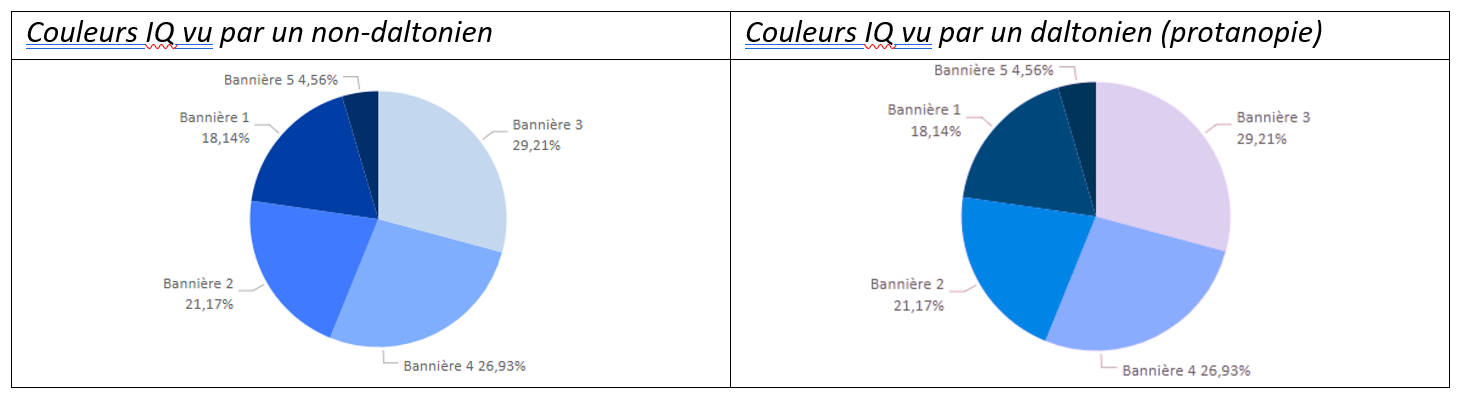 Couleurs IQ vu par un non-daltonien
Couleurs IQ vu par un daltonien (protanopie)
Bannière 5 4,56%
Bannière 1
18,14%
Bannière 3
29,21%
Bannière 2
21,17%
Bannière 4 26,93%
Bannière 5 4,56%
Bannière 1
18,14%
Bannière 3
29,21%
Bannière 2
21,17%
Bannière 4 26,93%